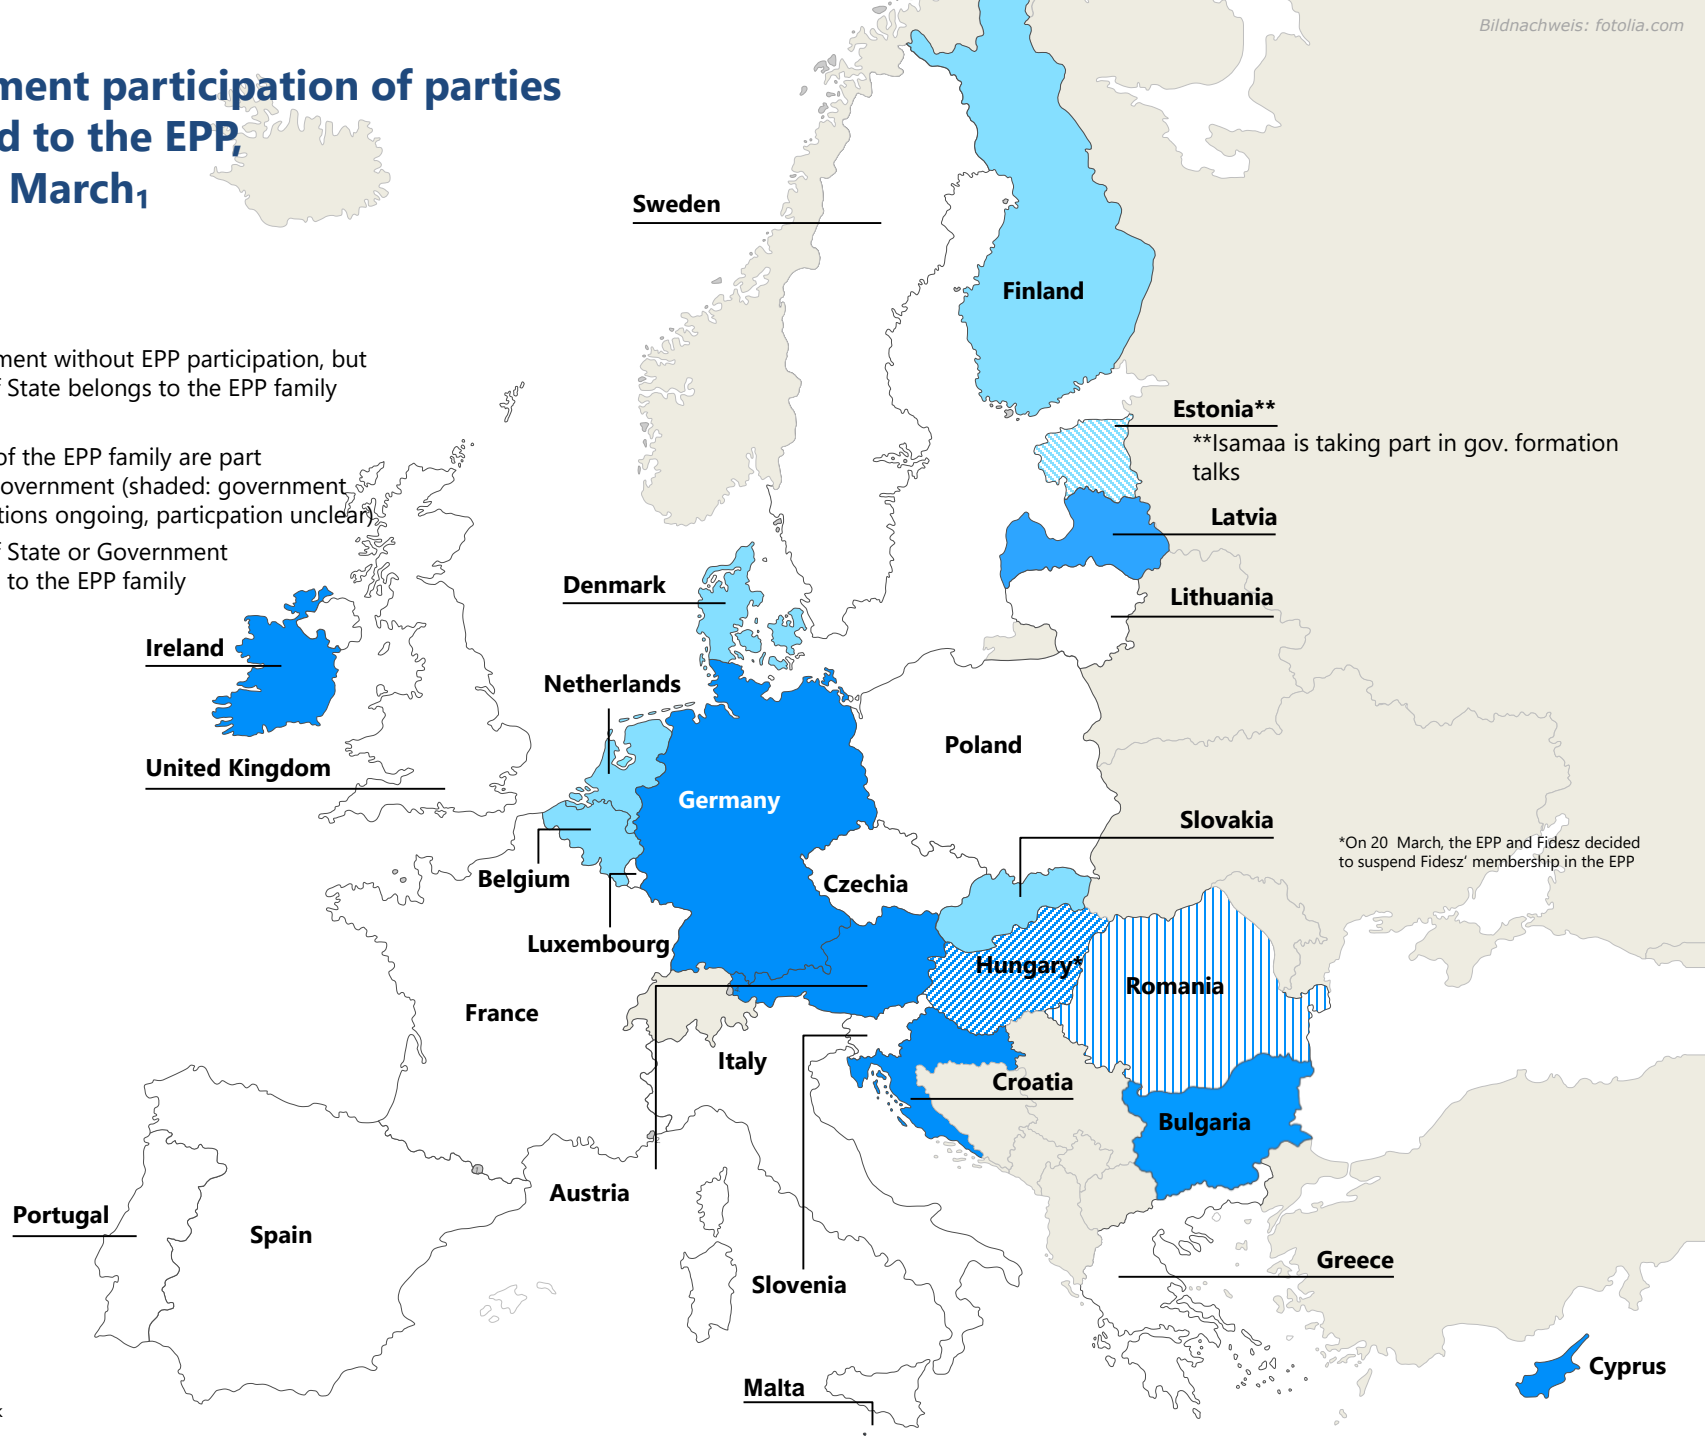 Bildnachweis: fotolia.com
ment participation of parties
d to the EPP,
March₁
Sweden
Finland
ment without EPP participation, but
f State belongs to the EPP family
Estonia**
**Isamaa is taking part in gov. formation
talks
of the EPP family are part
overnment (shaded: government
tions ongoing, particpation unclear)
Latvia
f State or Government
to the EPP family
Denmark
Lithuania
Ireland
Netherlands
Poland
United Kingdom
Germany
Slovakia
*On 20 March, the EPP and Fidesz decided
to suspend Fidesz‘ membership in the EPP
Belgium
Czechia
Luxembourg
Hungary*
Romania
France
Italy
Croatia
Bulgaria
Austria
Portugal
Spain
Greece
Slovenia
Cyprus
Malta